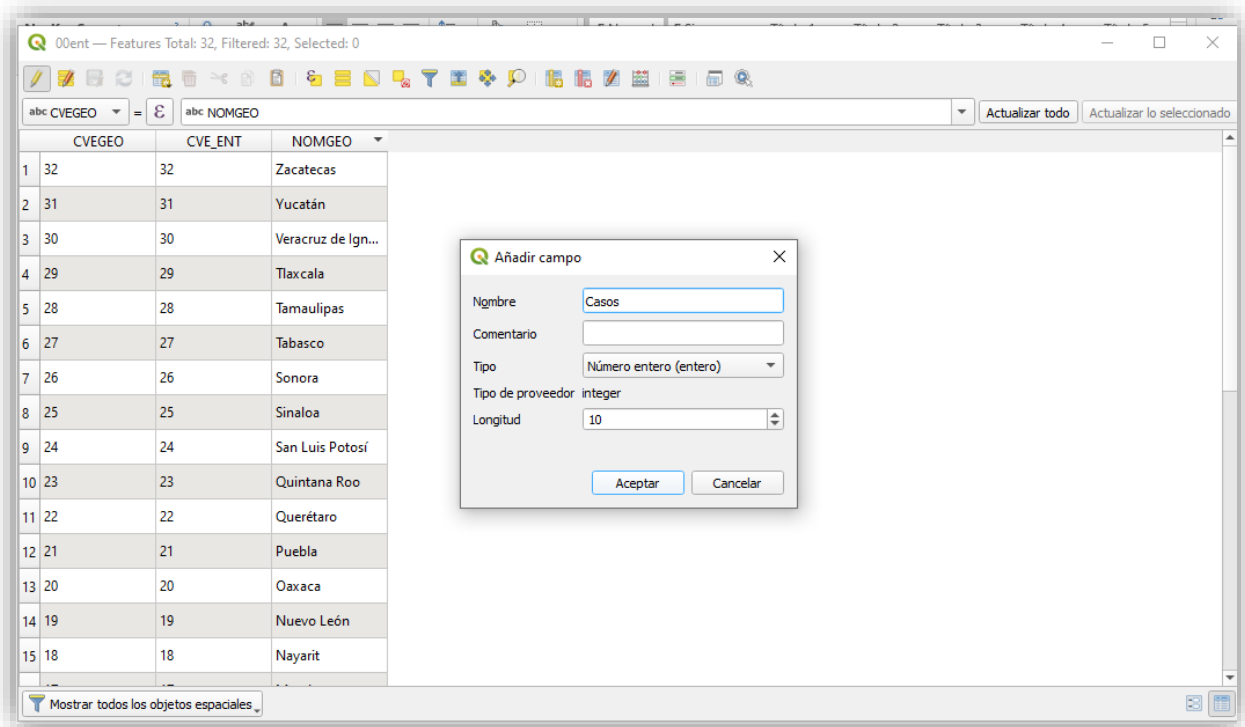 00ent — Features Total: 32, Filtered: 32, Selected: 0
abc CVEGEO = ε abc NOMGEO Actualizar todo Actualizar lo seleccionado
CVEGEO CVE_ENT NOMGEO
1 32 32 Zacatecas
2 31 31 Yucatán
3 30 30 Veracruz de Ign...
4 29 29 Tlaxcala
5 28 28 Tamaulipas
6 27 27 Tabasco
7 26 26 Sonora
8 25 25 Sinaloa
9 24 24 San Luis Potosí
10 23 23 Quintana Roo
11 22 22 Querétaro
12 21 21 Puebla
13 20 20 Oaxaca
14 19 19 Nuevo León
15 18 18 Nayarit
Añadir campo
Nombre Casos
Comentario
Tipo Número entero (entero)
Tipo de proveedor integer
Longitud 10
Aceptar Cancelar
Mostrar todos los objetos espaciales